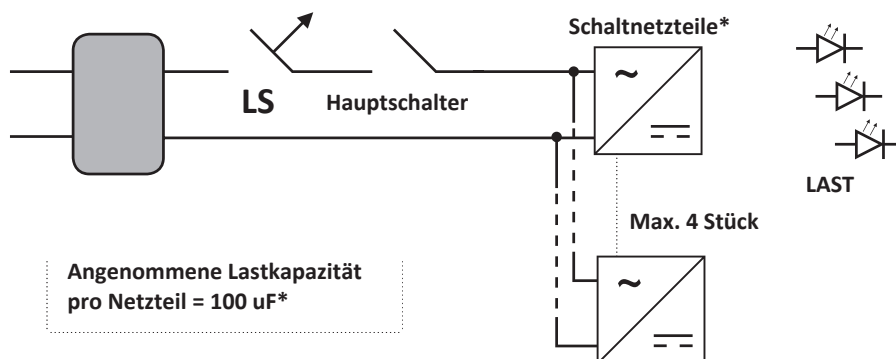 Schaltnetzteile*
LS
Hauptschalter
LAST
Max. 4 Stück
Angenommene Lastkapazität
pro Netzteil = 100 uF*